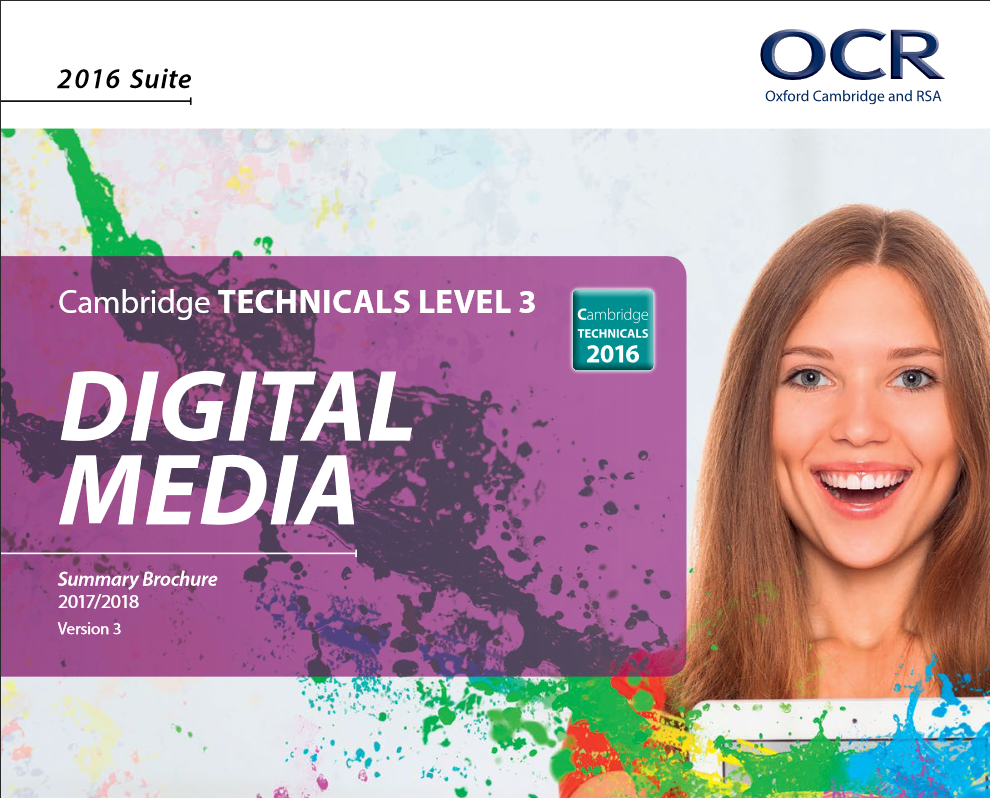 2016 Suite
OCR
Oxford Cambridge and RSA
Cambridge TECHNICALS LEVEL 3
Cambridge
TECHNICALS
2016
DIGITAL
MEDIA
Summary Brochure
2017/2018
Version 3